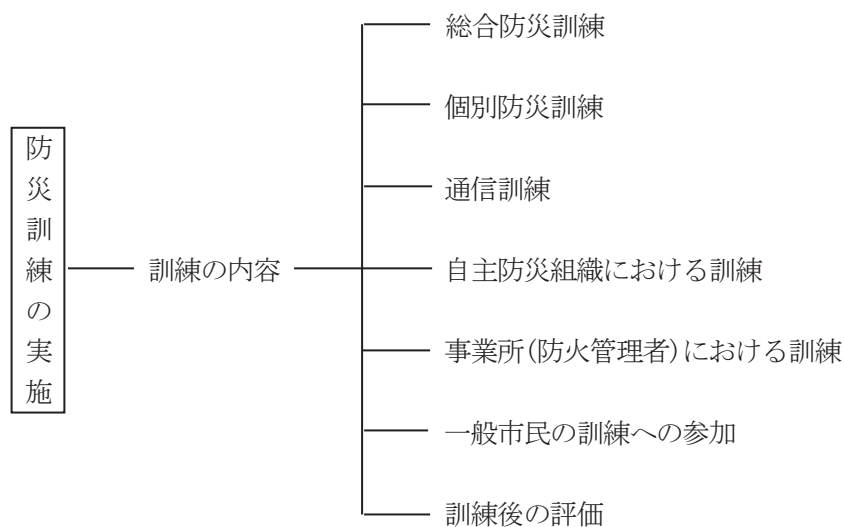 防災訓練の実施
訓練の内容
総合防災訓練
個別防災訓練
通信訓練
自主防災組織における訓練
事業所(防火管理者)における訓練
一般市民の訓練への参加
訓練後の評価